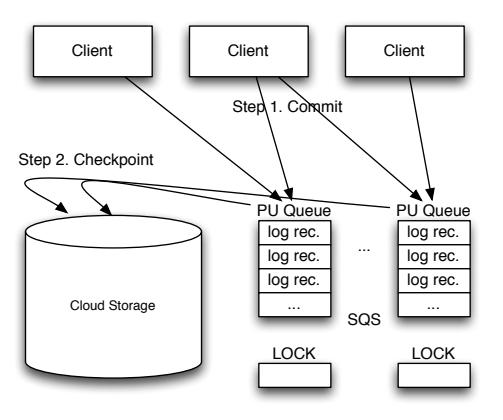 Client
Client
Client
Step 1. Commit
Step 2. Checkpoint
PU Queue
PU Queue
log rec.
log rec.
log rec.
...
log rec.
log rec.
log rec.
...
...
Cloud Storage
SQS
LOCK
LOCK